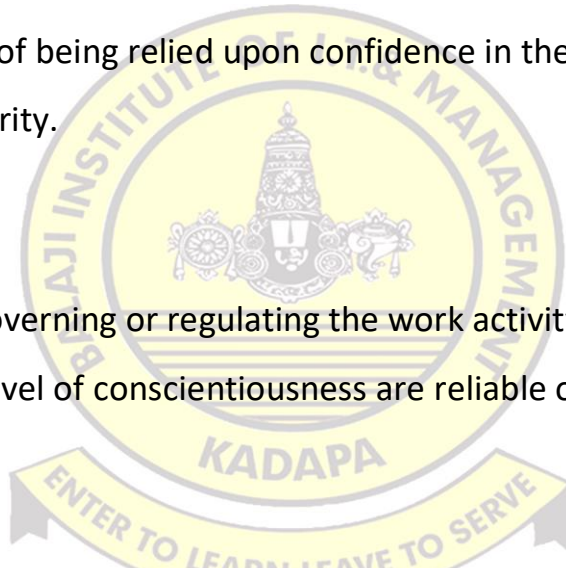 of being relied upon confidence in the
rity.
BALAJI INSTITUTE OF I.T.& MANAGEMENT
overning or regulating the work activit
vel of conscientiousness are reliable
KADAPA
ENTER TO LEARN LEAVE TO SERVE